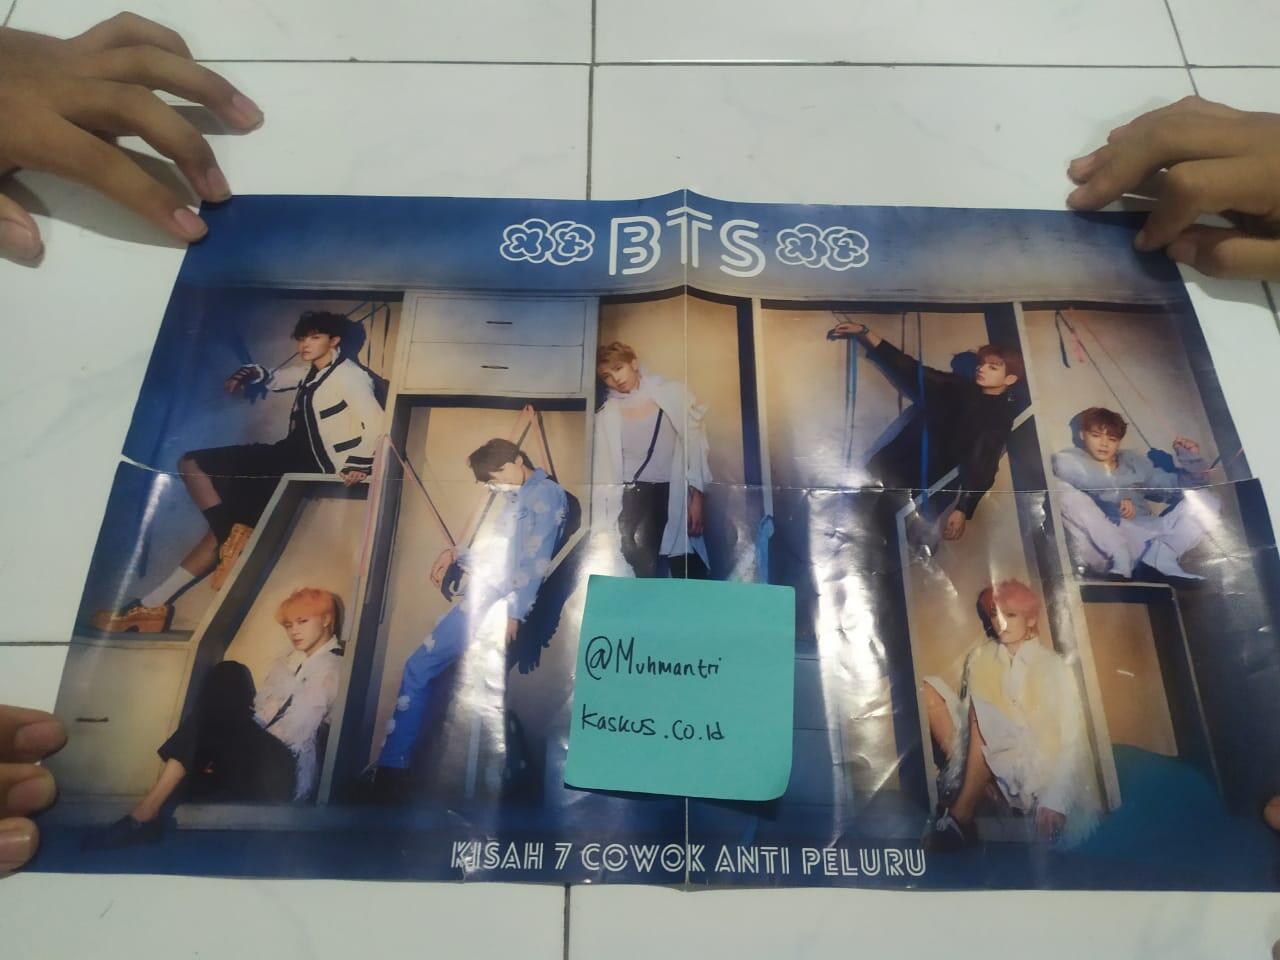 BTS
@Muhmantri
kaskus.co.id
KISAH 7 COWOK ANTI PELURU